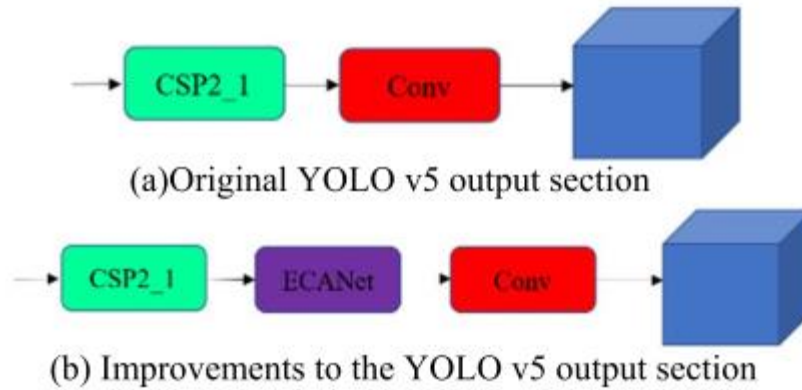 CSP2_1 Conv
(a)Original YOLO v5 output section
CSP2_1 ECANet Conv
(b) Improvements to the YOLO v5 output section